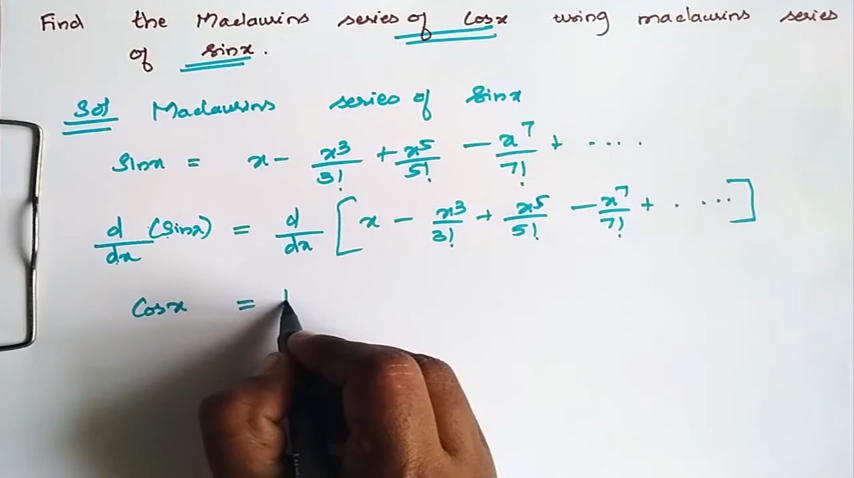 Find the Maclaurins series of Cosx using maclaurins series
of sinx.
Sol Maclaurins series of Sinx
Sinx = x - x³/3! + x⁵/5! - x⁷/7! + .....
d/dx (Sinx) = d/dx [x - x³/3! + x⁵/5! - x⁷/7! + ....]
Cosx = 1